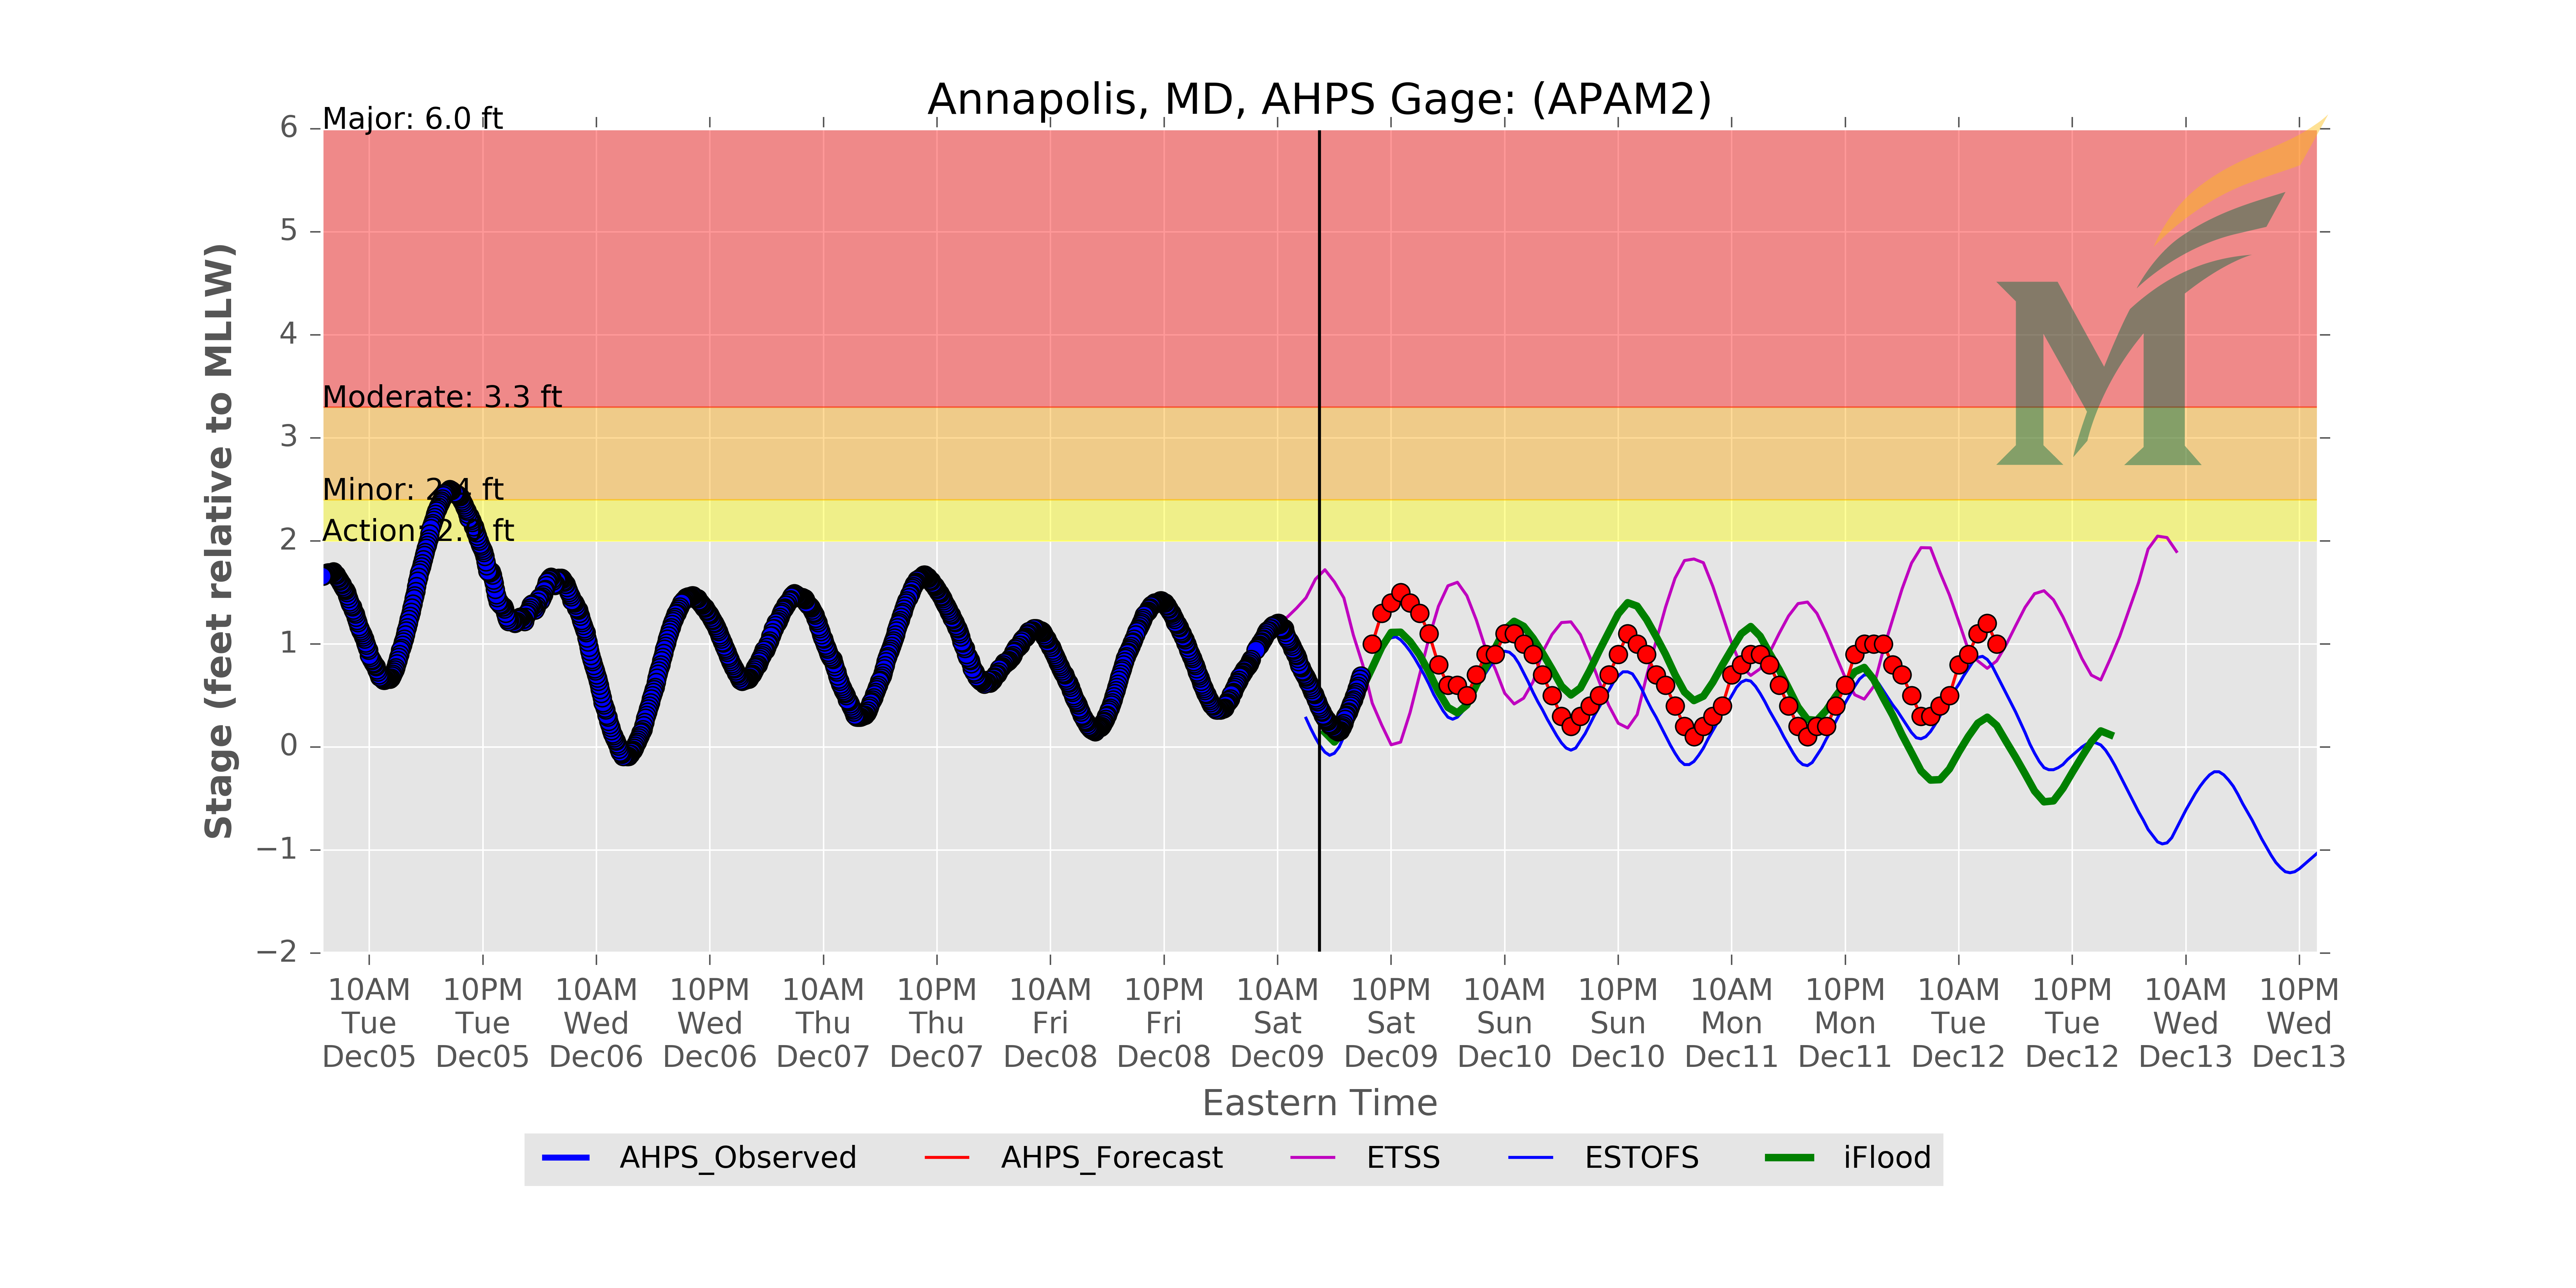 Annapolis, MD, AHPS Gage: (APAM2)
Major: 6.0 ft
Moderate: 3.3 ft
Minor: 2.4 ft
Action: 2.0 ft
Stage (feet relative to MLLW)
6
5
4
3
2
1
0
−1
−2
10AM 10PM 10AM 10PM 10AM 10PM 10AM 10PM 10AM 10PM 10AM 10PM 10AM 10PM 10AM 10PM 10AM 10PM
Tue Tue Wed Wed Thu Thu Fri Fri Sat Sat Sun Sun Mon Mon Tue Tue Wed Wed
Dec05 Dec05 Dec06 Dec06 Dec07 Dec07 Dec08 Dec08 Dec09 Dec09 Dec10 Dec10 Dec11 Dec11 Dec12 Dec12 Dec13 Dec13
Eastern Time
AHPS_Observed AHPS_Forecast ETSS ESTOFS iFlood